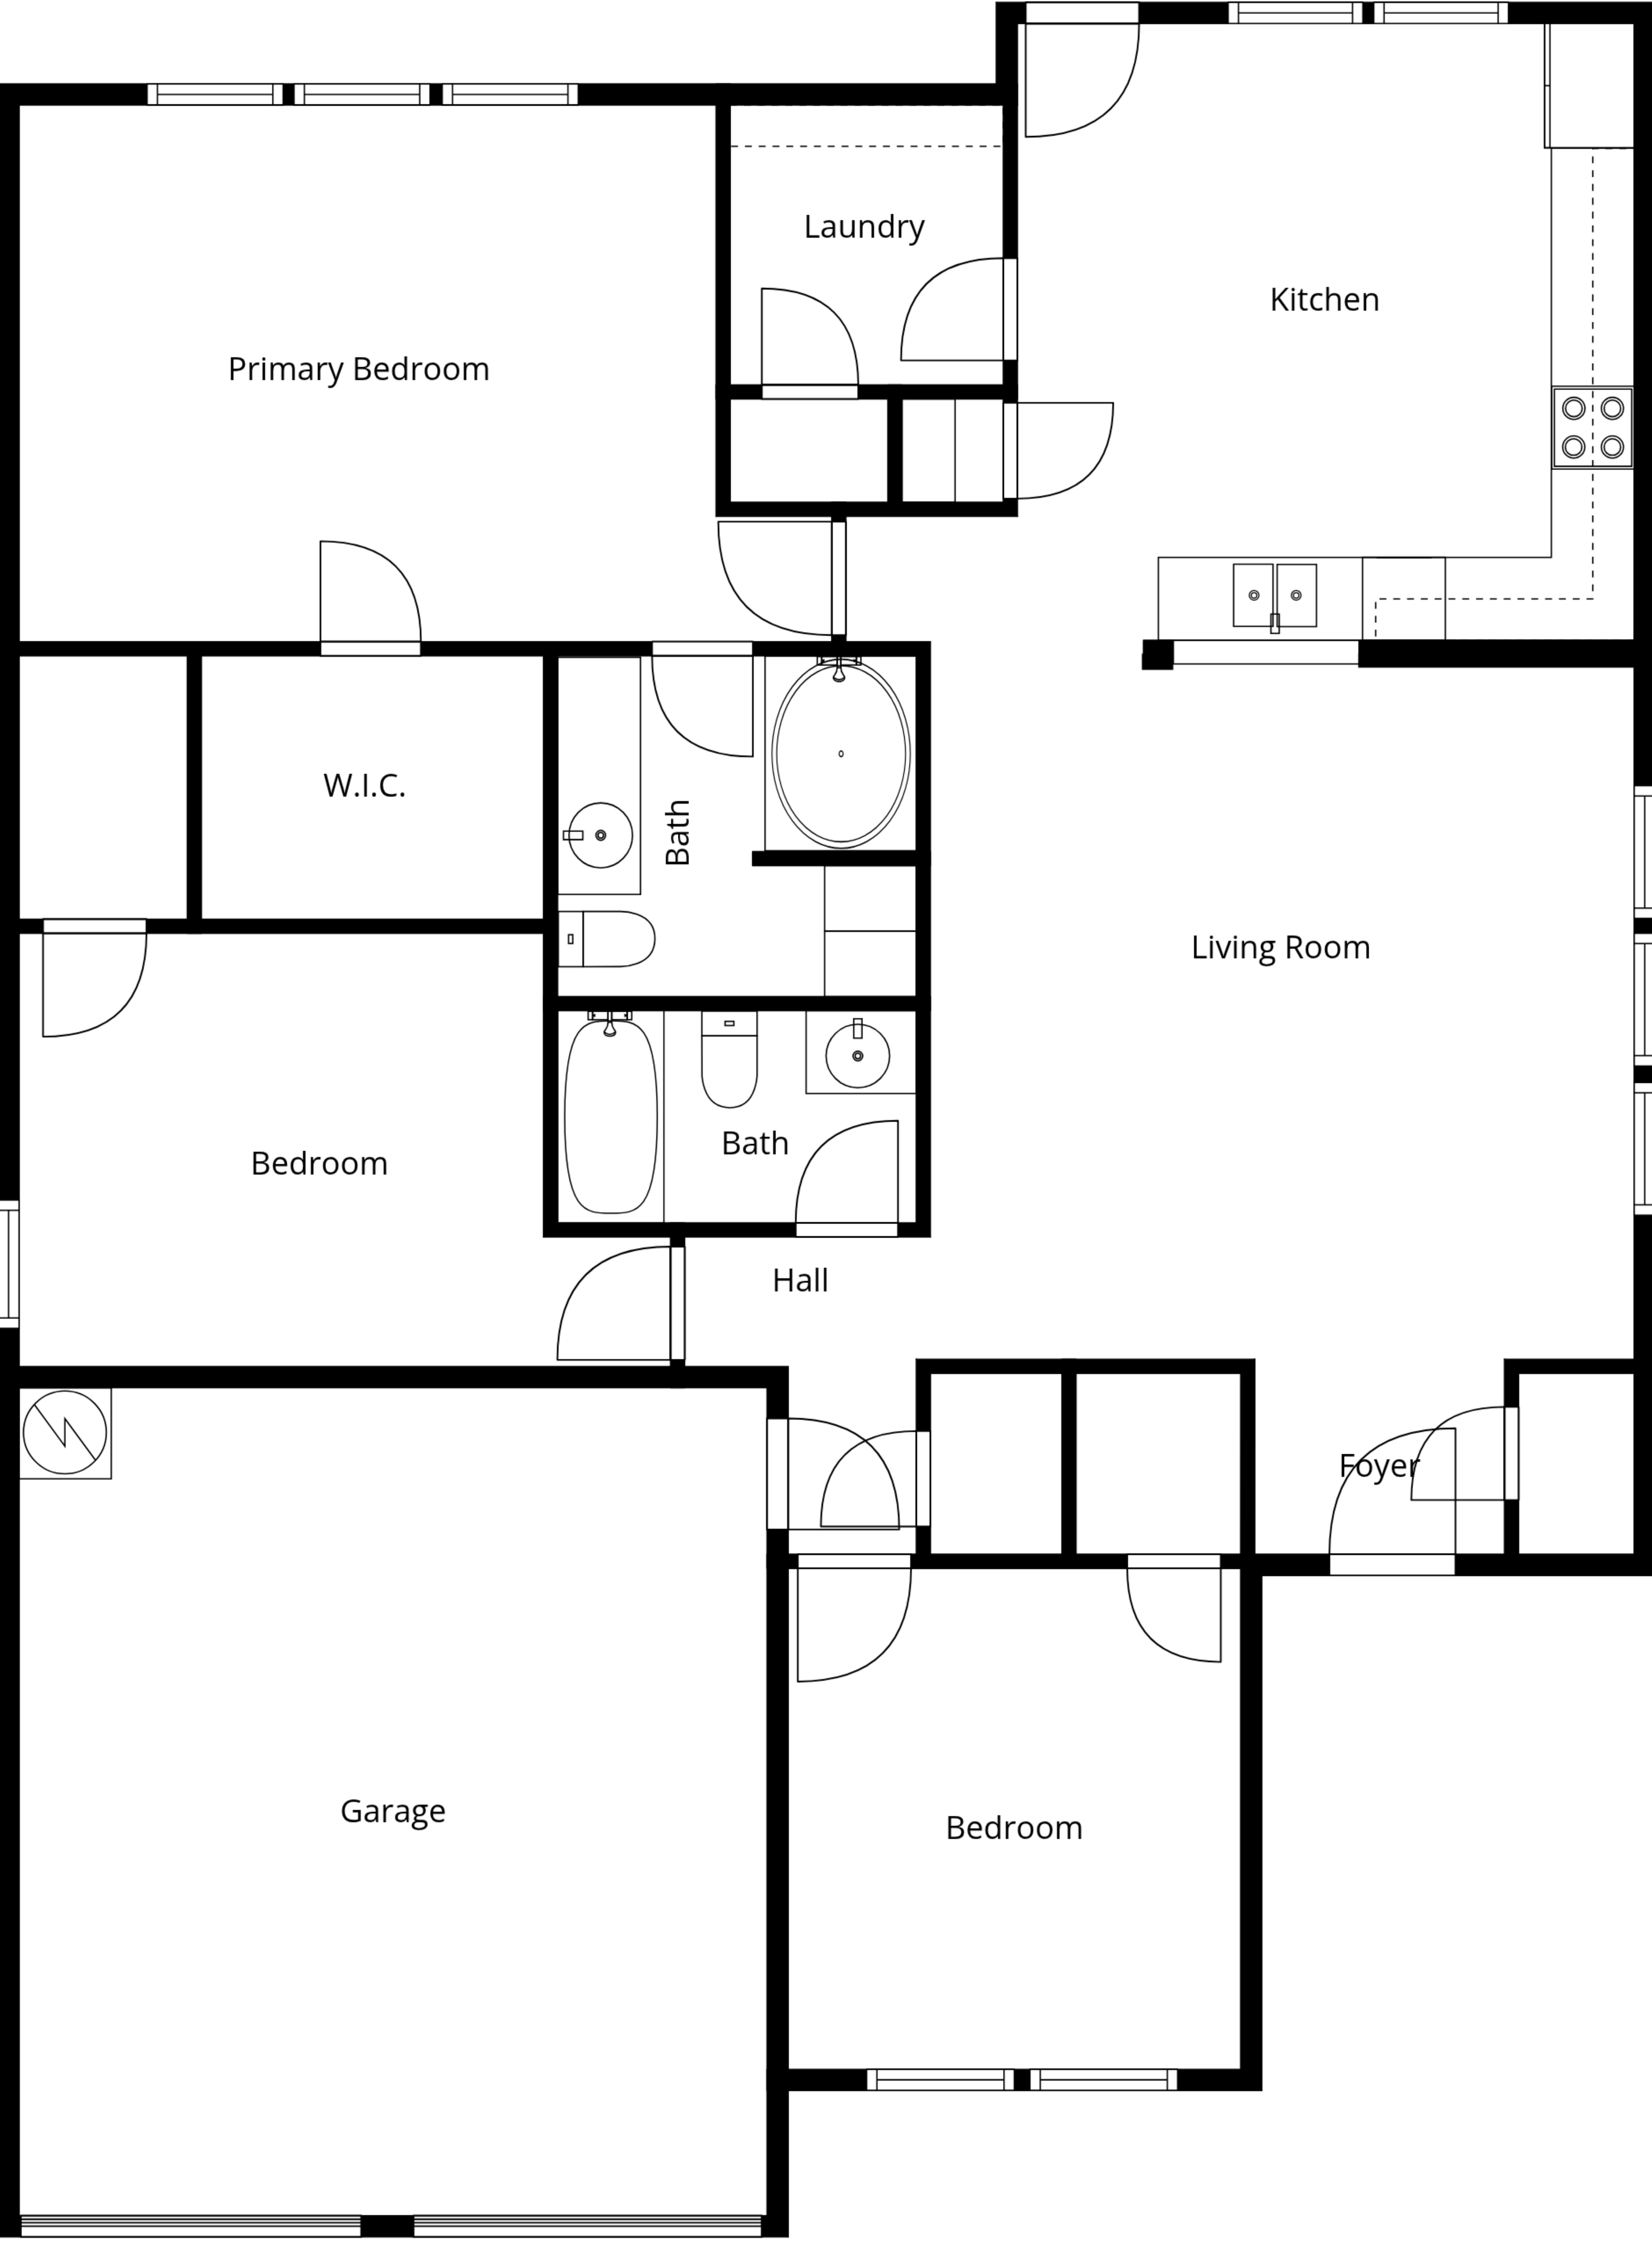 Laundry
Kitchen
Primary Bedroom
W.I.C.
Bath
Living Room
Bath
Bedroom
Hall
Foyer
Garage
Bedroom